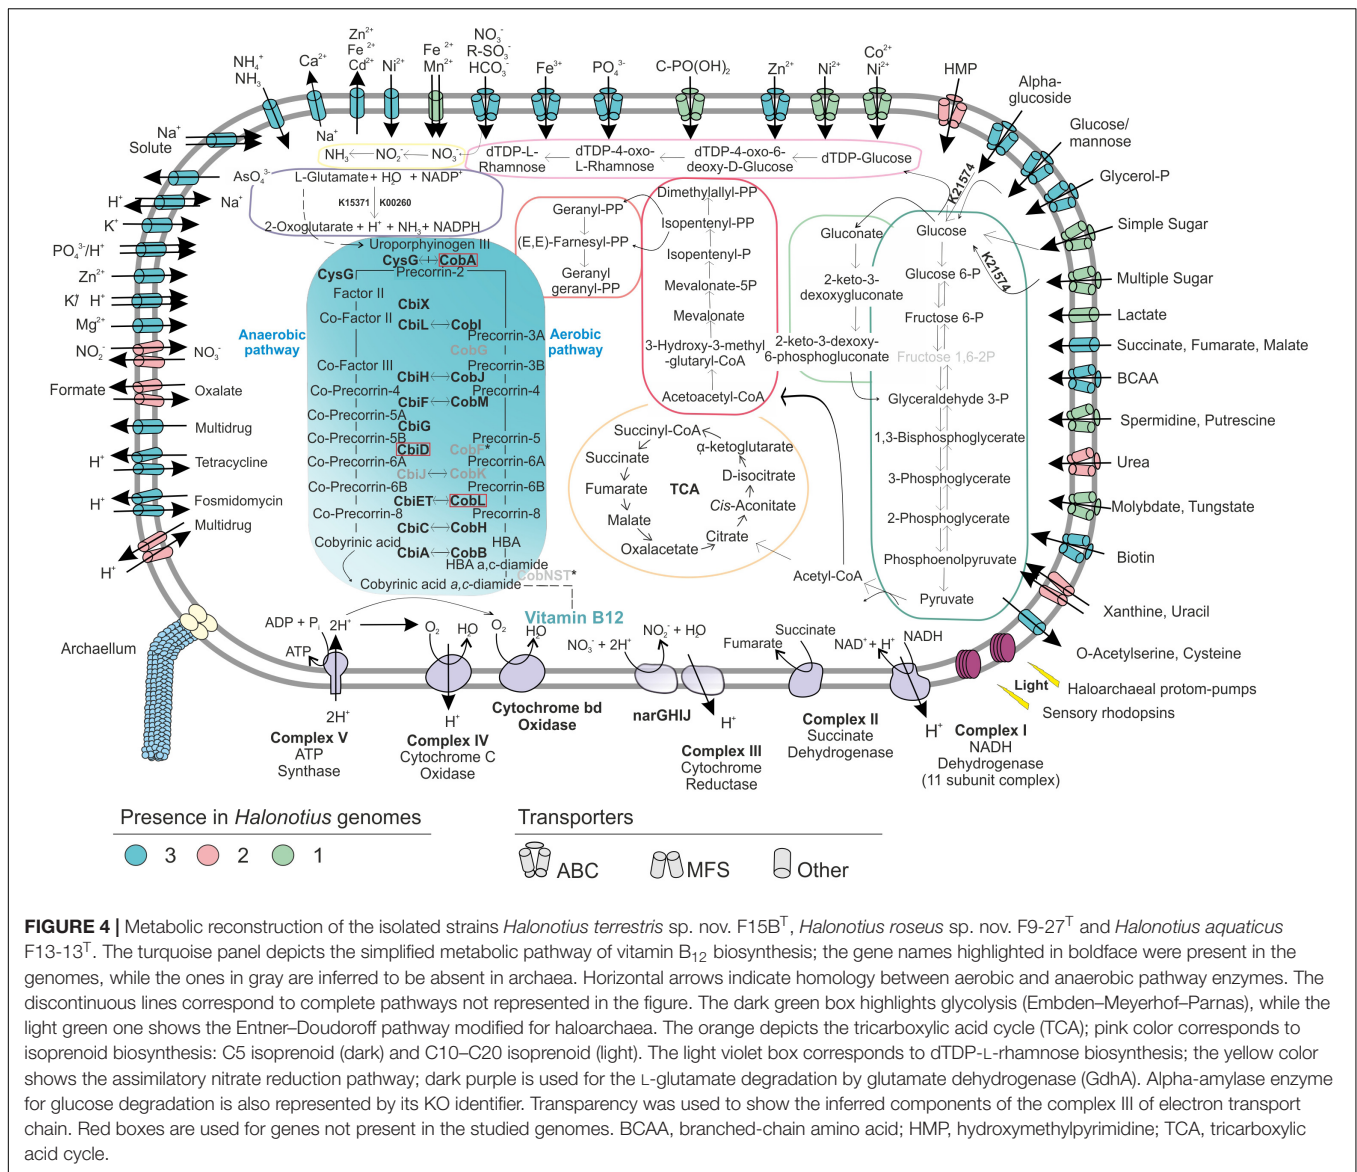 NH₄⁺
NH₃
Ca²⁺
Zn²⁺
Fe ²⁺
Cd²⁺
Ni²⁺
Fe ²⁺
Mn²⁺
NO₃⁻
R-SO₃⁻
HCO₃⁻
Fe³⁺
PO₄³⁻
C-PO(OH)₂
Zn²⁺
Ni²⁺
Co²⁺
Ni²⁺
HMP
Alpha-
glucoside
Glucose/
mannose
Glycerol-P
Simple Sugar
Multiple Sugar
Lactate
Succinate, Fumarate, Malate
BCAA
Spermidine, Putrescine
Urea
Molybdate, Tungstate
Biotin
Xanthine, Uracil
O-Acetylserine, Cysteine
Na⁺
Solute
Na⁺
AsO₄³⁻
H⁺
Na⁺
K⁺
PO₄³⁻/H⁺
Zn²⁺
K⁺/ H⁺
Mg²⁺
NO₂⁻
NO₃⁻
Formate
Oxalate
Multidrug
H⁺
Tetracycline
H⁺
Fosmidomycin
Multidrug
H⁺
Archaellum
NH₃
NO₂⁻
NO₃⁻
L-Glutamate + H₂O + NADP⁺
K15371
K00260
2-Oxoglutarate + H⁺ + NH₃ + NADPH
dTDP-L-
Rhamnose
dTDP-4-oxo-
L-Rhamnose
dTDP-4-oxo-6-
deoxy-D-Glucose
dTDP-Glucose
Uroporphyinogen III
CysG
CobA
CysG
Precorrin-2
Factor II
CbiX
Co-Factor II
CbiL
CobI
Precorrin-3A
Anaerobic
pathway
Aerobic
pathway
CobG
Co-Factor III
Precorrin-3B
CbiH
CobJ
Co-Precorrin-4
Precorrin-4
CbiF
CobM
Co-Precorrin-5A
CbiG
Co-Precorrin-5B
Precorrin-5
CbiD
CobF*
Co-Precorrin-6A
Precorrin-6A
CbiJ
CobK
Co-Precorrin-6B
Precorrin-6B
CbiET
CobL
Co-Precorrin-8
Precorrin-8
CbiC
CobH
Cobyrinic acid
HBA
CbiA
CobB
HBA a,c-diamide
CobNST*
Cobyrinic acid a,c-diamide
Vitamin B12
Geranyl-PP
(E,E)-Farnesyl-PP
Geranyl
geranyl-PP
Dimethylallyl-PP
Isopentenyl-PP
Isopentenyl-P
Mevalonate-5P
Mevalonate
3-Hydroxy-3-methyl
-glutaryl-CoA
Acetoacetyl-CoA
Gluconate
2-keto-3-
dexoxygluconate
2-keto-3-dexoxy-
6-phosphogluconate
K21574
K21574
Glucose
Glucose 6-P
Fructose 6-P
Fructose 1,6-2P
Glyceraldehyde 3-P
1,3-Bisphosphoglycerate
3-Phosphoglycerate
2-Phosphoglycerate
Phosphoenolpyruvate
Pyruvate
Acetyl-CoA
TCA
Succinyl-CoA
α-ketoglutarate
Succinate
D-isocitrate
Fumarate
Cis-Aconitate
Malate
Citrate
Oxalacetate
ADP + Pᵢ
2H⁺
ATP
2H⁺
O₂
H₂O
O₂
H₂O
H⁺
NO₃⁻ + 2H⁺
NO₂⁻ + H₂O
H⁺
Fumarate
Succinate
NAD⁺ + H⁺
NADH
H⁺
Complex V
ATP
Synthase
Complex IV
Cytochrome C
Oxidase
Cytochrome bd
Oxidase
narGHIJ
Complex III
Cytochrome
Reductase
Complex II
Succinate
Dehydrogenase
Complex I
NADH
Dehydrogenase
(11 subunit complex)
Light
Haloarchaeal protom-pumps
Sensory rhodopsins
Presence in Halonotius genomes
3
2
1
Transporters
ABC
MFS
Other
FIGURE 4 | Metabolic reconstruction of the isolated strains Halonotius terrestris sp. nov. F15Bᵀ, Halonotius roseus sp. nov. F9-27ᵀ and Halonotius aquaticus
F13-13ᵀ. The turquoise panel depicts the simplified metabolic pathway of vitamin B₁₂ biosynthesis; the gene names highlighted in boldface were present in the
genomes, while the ones in gray are inferred to be absent in archaea. Horizontal arrows indicate homology between aerobic and anaerobic pathway enzymes. The
discontinuous lines correspond to complete pathways not represented in the figure. The dark green box highlights glycolysis (Embden–Meyerhof–Parnas), while the
light green one shows the Entner–Doudoroff pathway modified for haloarchaea. The orange depicts the tricarboxylic acid cycle (TCA); pink color corresponds to
isoprenoid biosynthesis: C5 isoprenoid (dark) and C10–C20 isoprenoid (light). The light violet box corresponds to dTDP-L-rhamnose biosynthesis; the yellow color
shows the assimilatory nitrate reduction pathway; dark purple is used for the L-glutamate degradation by glutamate dehydrogenase (GdhA). Alpha-amylase enzyme
for glucose degradation is also represented by its KO identifier. Transparency was used to show the inferred components of the complex III of electron transport
chain. Red boxes are used for genes not present in the studied genomes. BCAA, branched-chain amino acid; HMP, hydroxymethylpyrimidine; TCA, tricarboxylic
acid cycle.